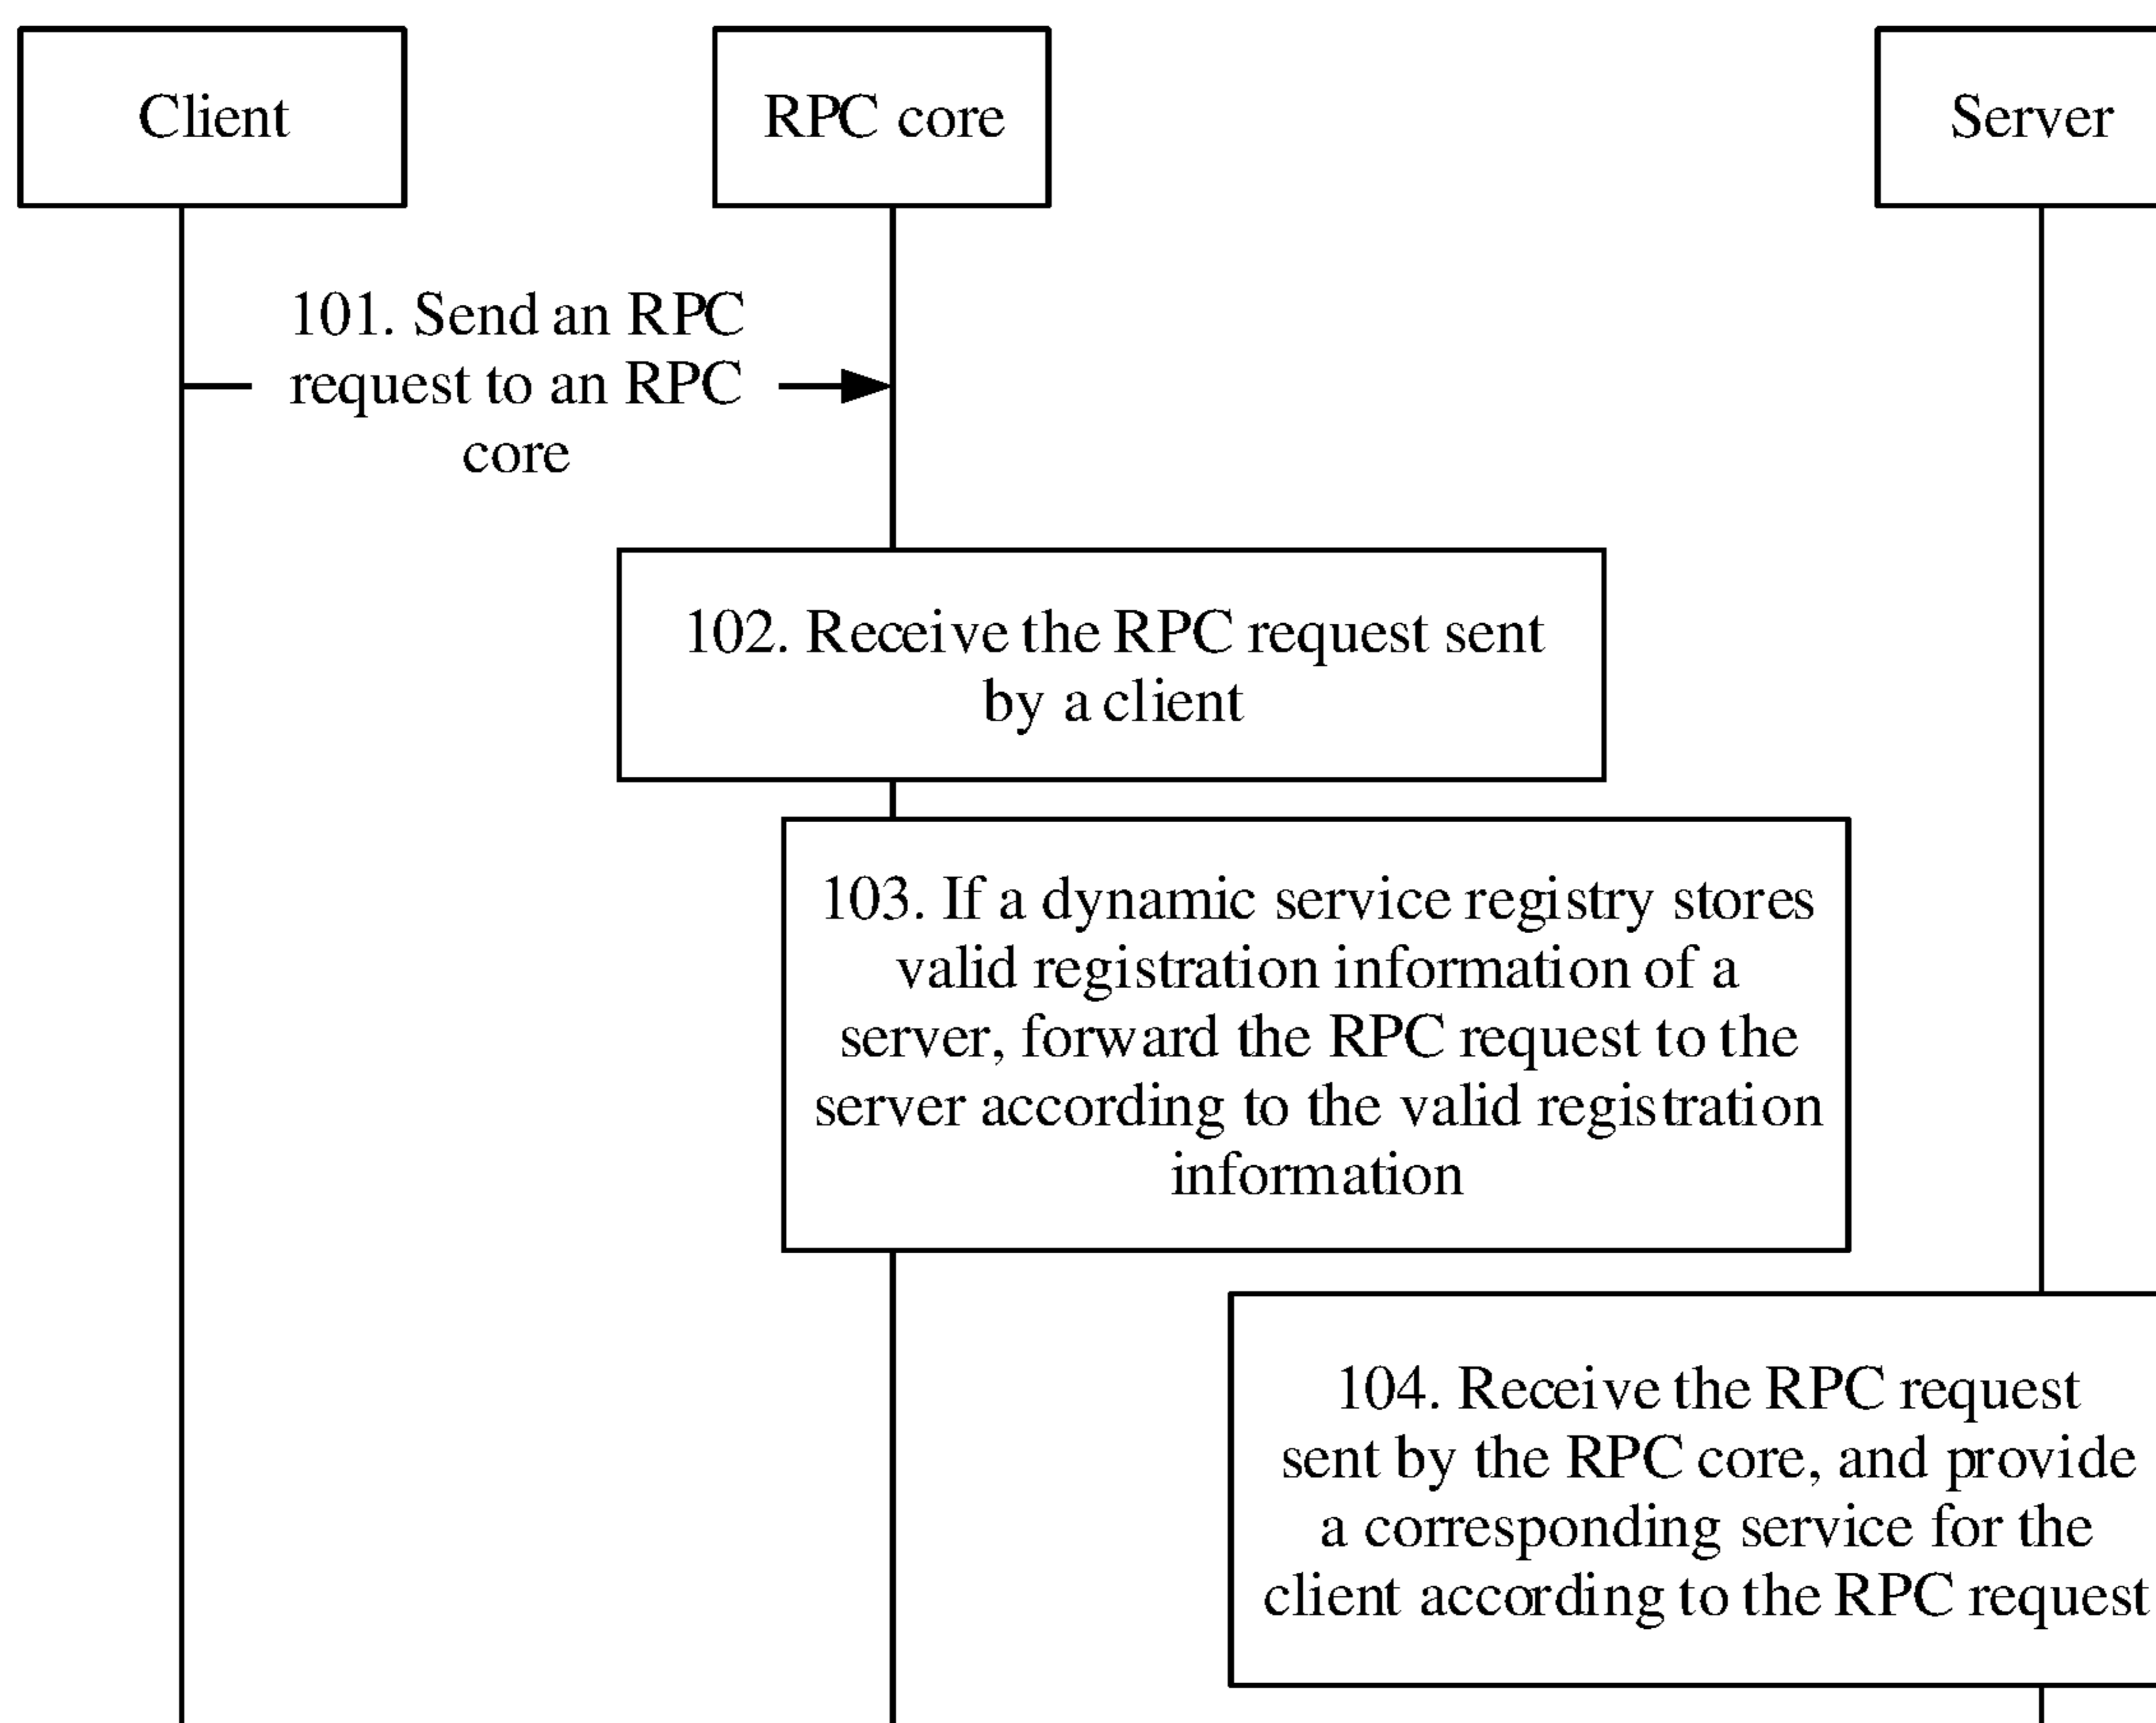 Client
RPC core
Server
101. Send an RPC
request to an RPC
core
102. Receive the RPC request sent
by a client
103. If a dynamic service registry stores
valid registration information of a
server, forward the RPC request to the
server according to the valid registration
information
104. Receive the RPC request
sent by the RPC core, and provide
a corresponding service for the
client according to the RPC request